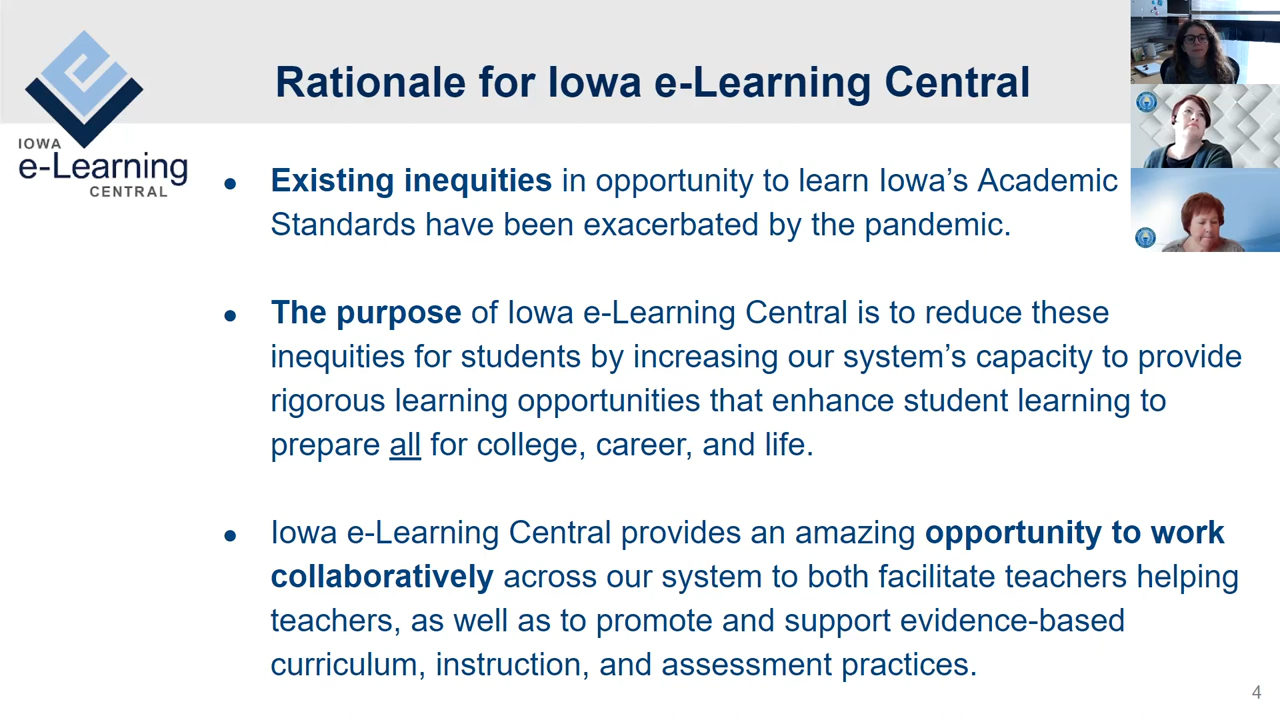 Rationale for Iowa e-Learning Central
IOWA
e-Learning
CENTRAL
● Existing inequities in opportunity to learn Iowa’s Academic
Standards have been exacerbated by the pandemic.
● The purpose of Iowa e-Learning Central is to reduce these
inequities for students by increasing our system’s capacity to provide
rigorous learning opportunities that enhance student learning to
prepare all for college, career, and life.
● Iowa e-Learning Central provides an amazing opportunity to work
collaboratively across our system to both facilitate teachers helping
teachers, as well as to promote and support evidence-based
curriculum, instruction, and assessment practices.
4